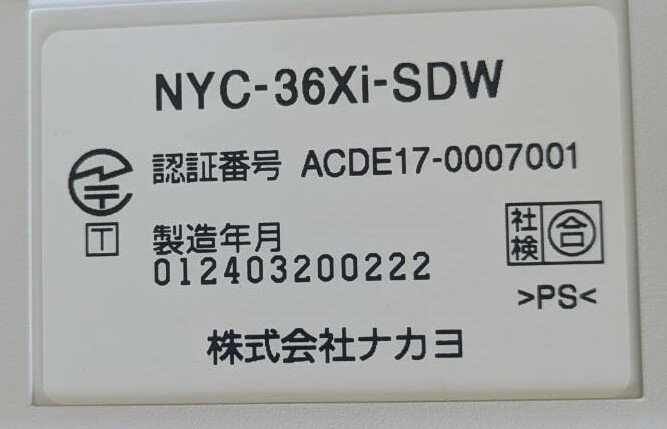 NYC-36Xi-SDW
認証番号 ACDE17-0007001
T
製造年月
012403200222
社検 合
>PS<
株式会社ナカヨ